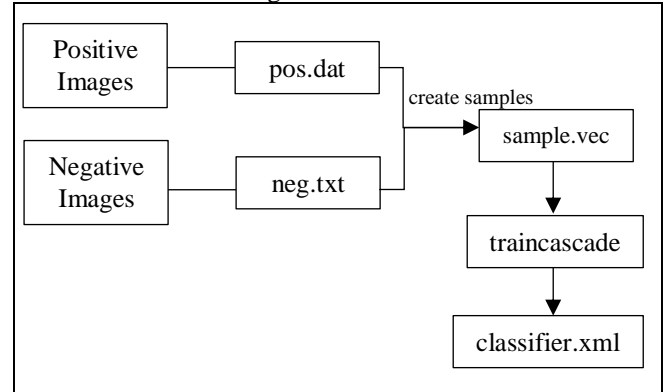 Positive
Images
pos.dat
create samples
sample.vec
Negative
Images
neg.txt
traincascade
classifier.xml